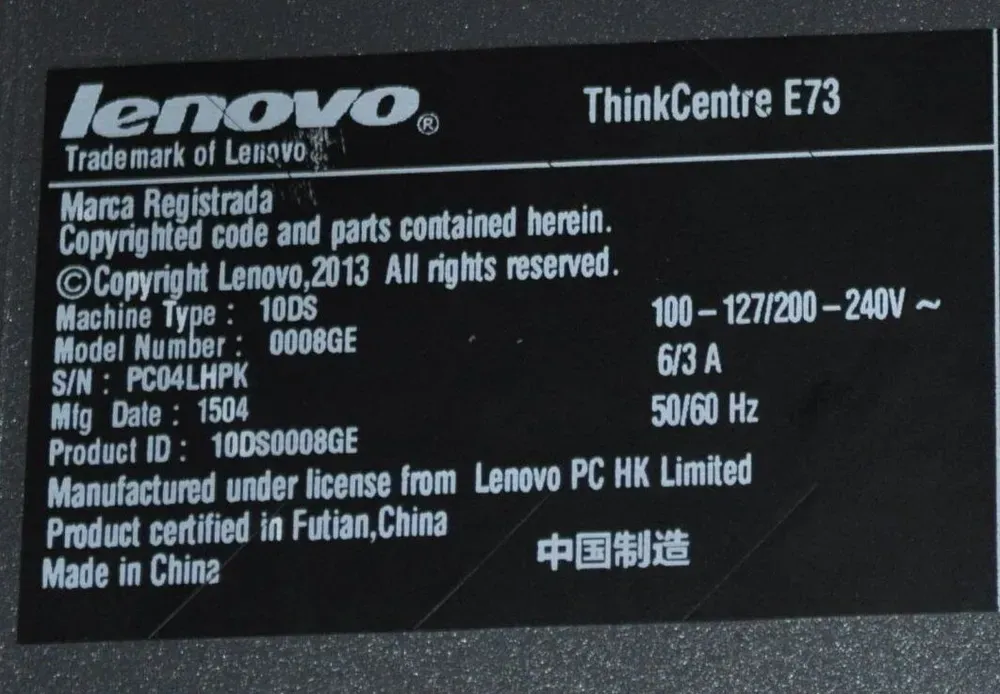 lenovo®
ThinkCentre E73
Trademark of Lenovo
Marca Registrada
Copyrighted code and parts contained herein.
©Copyright Lenovo,2013 All rights reserved.
Machine Type : 10DS
100-127/200-240V ~
Model Number : 0008GE
S/N : PC04LHPK
6/3 A
Mfg Date : 1504
50/60 Hz
Product ID : 10DS0008GE
Manufactured under license from Lenovo PC HK Limited
Product certified in Futian,China
Made in China
中国制造